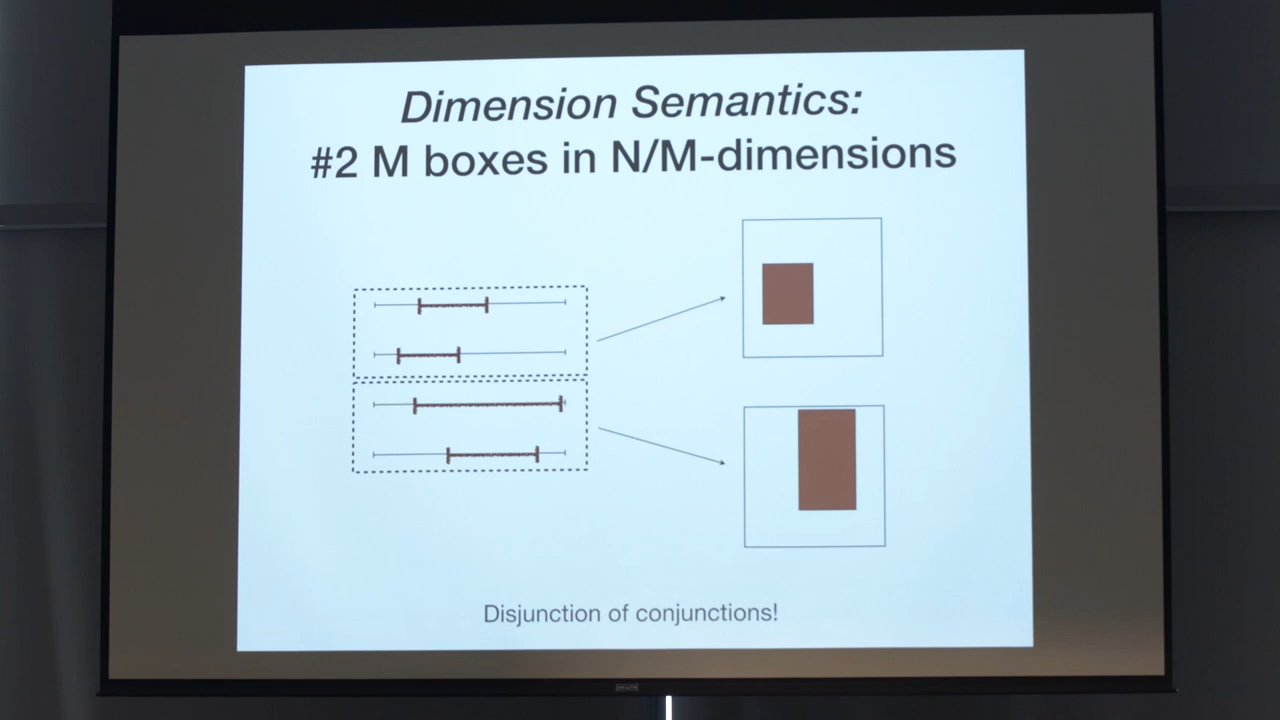 Dimension Semantics:
#2 M boxes in N/M-dimensions
Disjunction of conjunctions!